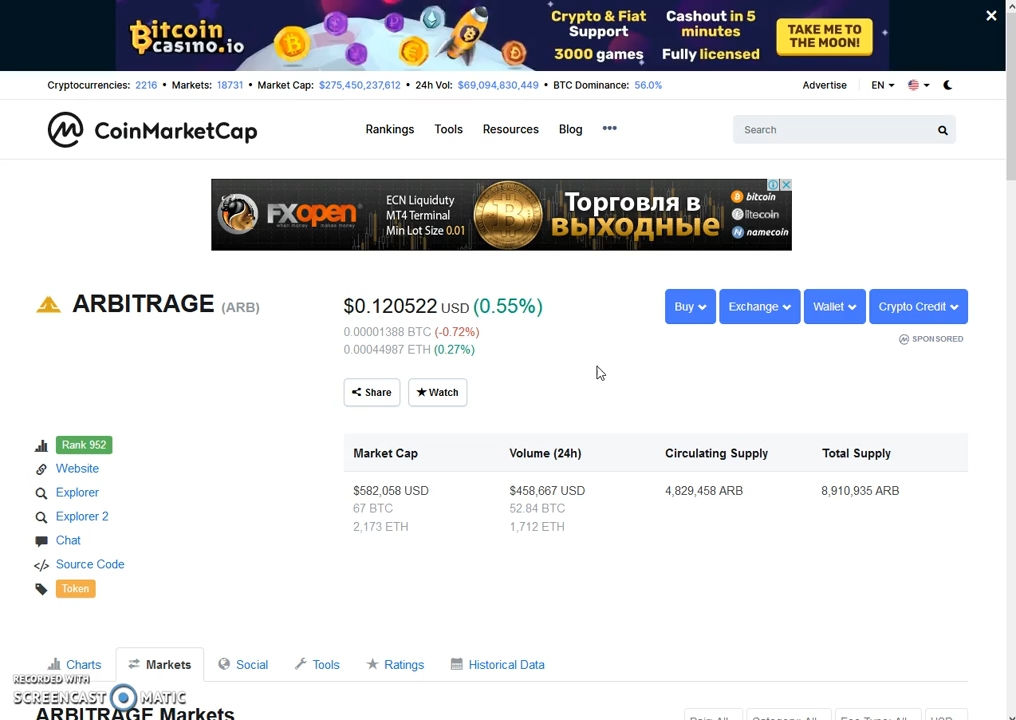 Bitcoin
casino.io
Crypto & Fiat
Support
3000 games
Cashout in 5
minutes
Fully licensed
TAKE ME TO
THE MOON!
Cryptocurrencies: 2216 • Markets: 18731 • Market Cap: $275,450,237,612 • 24h Vol: $69,094,830,449 • BTC Dominance: 56.0%
Advertise EN
CoinMarketCap
Rankings Tools Resources Blog •••
Search
FXOPEN
ECN Liquduty
MT4 Terminal
Min Lot Size 0.01
Торговля в
выходные
bitcoin
litecoin
namecoin
ARBITRAGE (ARB)
$0.120522 USD (0.55%)
0.00001388 BTC (-0.72%)
0.00044987 ETH (0.27%)
Buy Exchange Wallet Crypto Credit
SPONSORED
Share Watch
Rank 952
Website
Explorer
Explorer 2
Chat
Source Code
Token
Market Cap Volume (24h) Circulating Supply Total Supply
$582,058 USD $458,667 USD 4,829,458 ARB 8,910,935 ARB
67 BTC 52.84 BTC
2,173 ETH 1,712 ETH
Charts Markets Social Tools Ratings Historical Data
RECORDED WITH
SCREENCAST MATIC
ARBITRAGE Markets